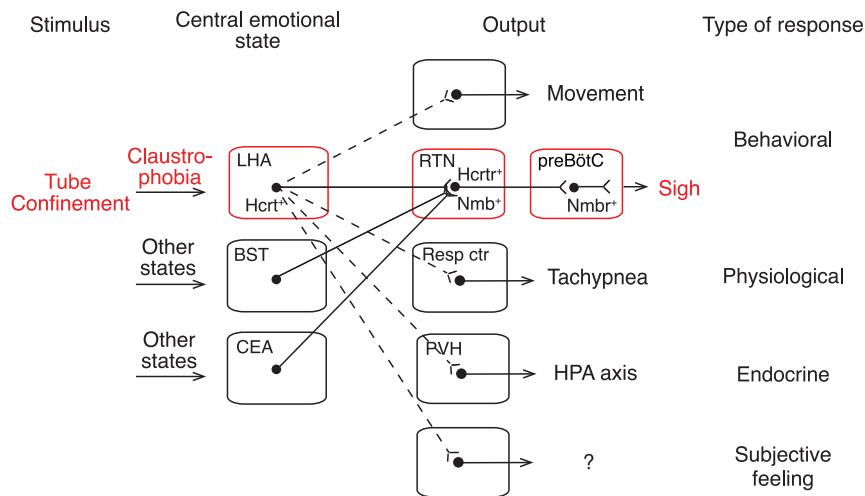 Stimulus
Central emotional
state
Output
Type of response
Movement
Behavioral
Claustro-
phobia
Tube
Confinement
LHA
Hcrt⁺
RTN
Hcrtr⁺
Nmb⁺
preBötC
Nmbr⁺
Sigh
Other
states
BST
Resp ctr
Tachypnea
Physiological
Other
states
CEA
PVH
HPA axis
Endocrine
?
Subjective
feeling